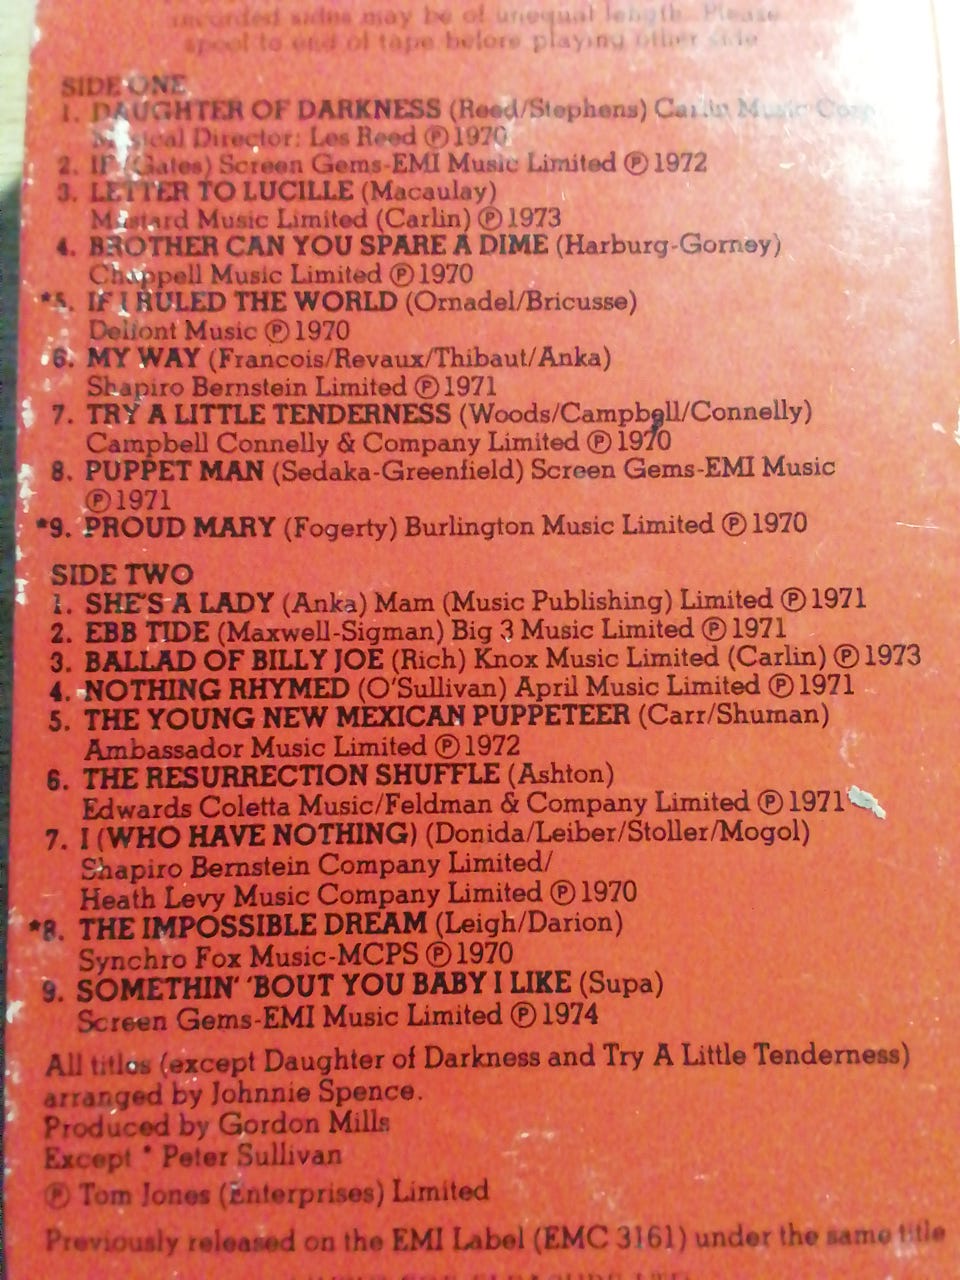 recorded sides may be of unequal length. Please
spool to end of tape before playing other side
SIDE ONE
1. DAUGHTER OF DARKNESS (Reed/Stephens) Carlin Music Corp.
Musical Director: Les Reed ℗ 1970
2. IF (Gates) Screen Gems-EMI Music Limited ℗ 1972
3. LETTER TO LUCILLE (Macaulay)
Mustard Music Limited (Carlin) ℗ 1973
4. BROTHER CAN YOU SPARE A DIME (Harburg-Gorney)
Chappell Music Limited ℗ 1970
*5. IF I RULED THE WORLD (Ornadel/Bricusse)
Delfont Music ℗ 1970
6. MY WAY (Francois/Revaux/Thibaut/Anka)
Shapiro Bernstein Limited ℗ 1971
7. TRY A LITTLE TENDERNESS (Woods/Campbell/Connelly)
Campbell Connelly & Company Limited ℗ 1970
8. PUPPET MAN (Sedaka-Greenfield) Screen Gems-EMI Music
℗ 1971
*9. PROUD MARY (Fogerty) Burlington Music Limited ℗ 1970
SIDE TWO
1. SHE'S A LADY (Anka) Mam (Music Publishing) Limited ℗ 1971
2. EBB TIDE (Maxwell-Sigman) Big 3 Music Limited ℗ 1971
3. BALLAD OF BILLY JOE (Rich) Knox Music Limited (Carlin) ℗ 1973
4. NOTHING RHYMED (O'Sullivan) April Music Limited ℗ 1971
5. THE YOUNG NEW MEXICAN PUPPETEER (Carr/Shuman)
Ambassador Music Limited ℗ 1972
6. THE RESURRECTION SHUFFLE (Ashton)
Edwards Coletta Music/Feldman & Company Limited ℗ 1971
7. I (WHO HAVE NOTHING) (Donida/Leiber/Stoller/Mogol)
Shapiro Bernstein Company Limited/
Heath Levy Music Company Limited ℗ 1970
*8. THE IMPOSSIBLE DREAM (Leigh/Darion)
Synchro Fox Music-MCPS ℗ 1970
9. SOMETHIN' 'BOUT YOU BABY I LIKE (Supa)
Screen Gems-EMI Music Limited ℗ 1974
All titles (except Daughter of Darkness and Try A Little Tenderness)
arranged by Johnnie Spence.
Produced by Gordon Mills
Except * Peter Sullivan
℗ Tom Jones (Enterprises) Limited
Previously released on the EMI Label (EMC 3161) under the same title